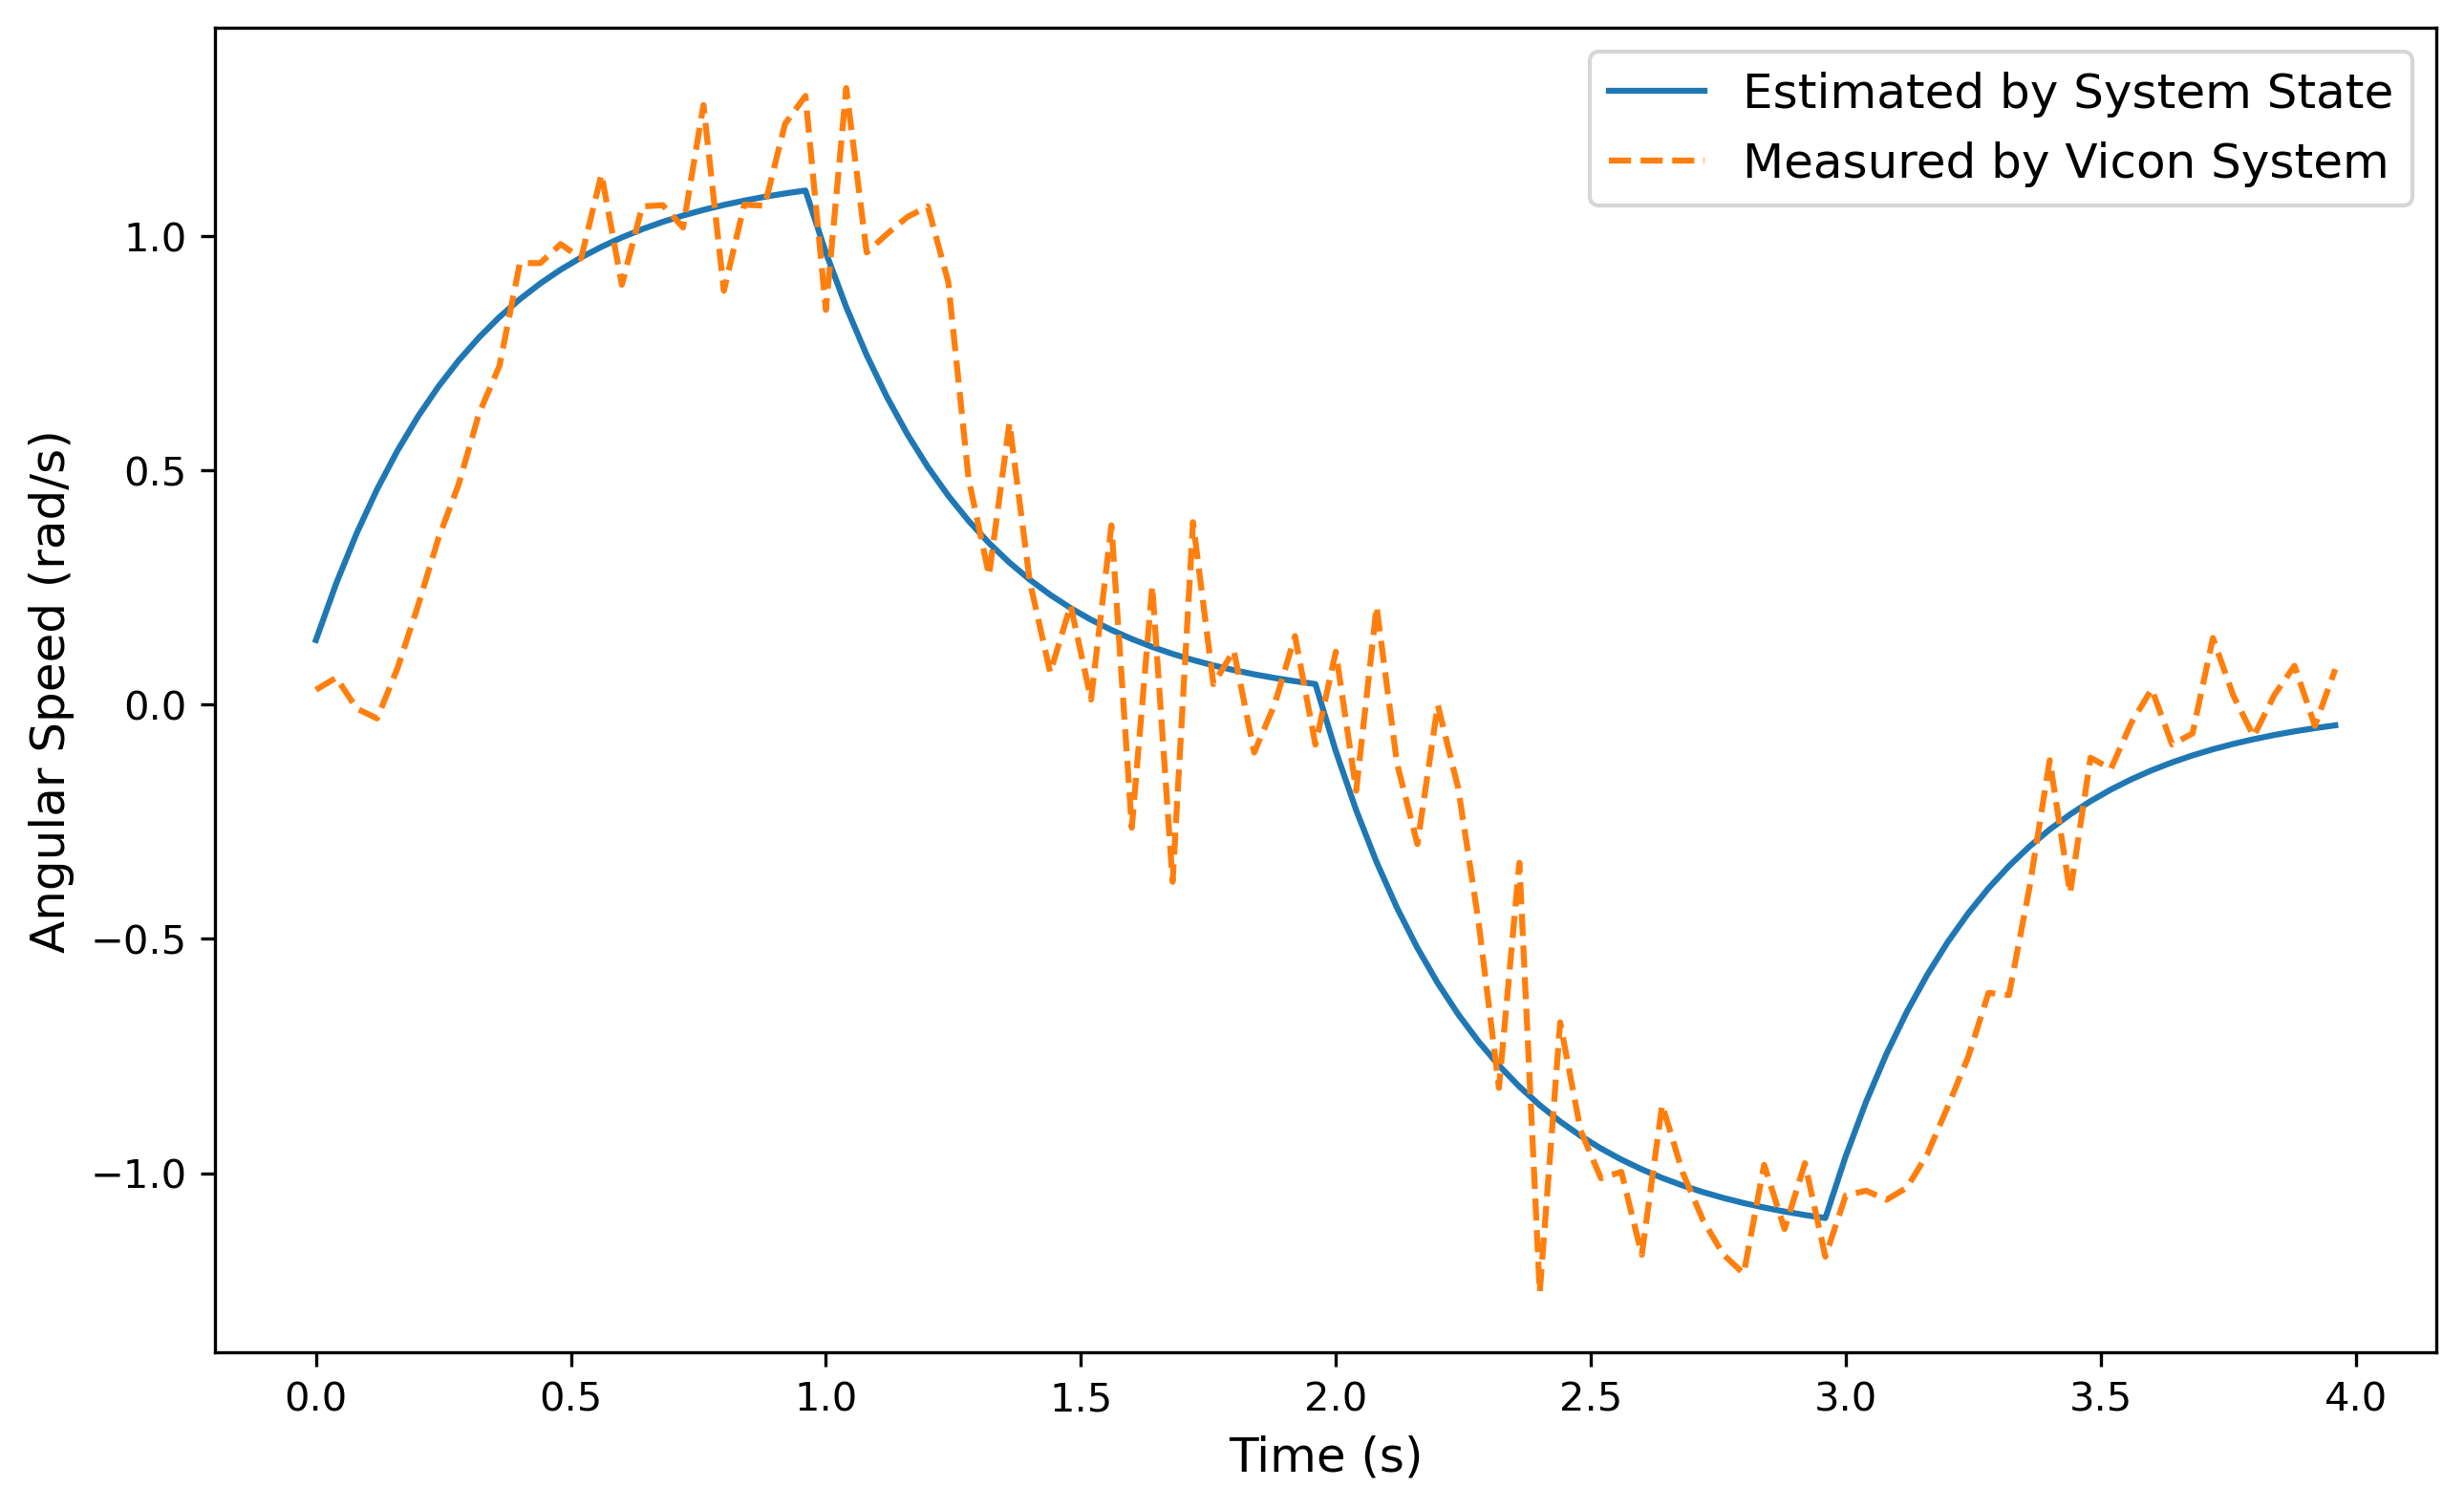 Estimated by System State
Measured by Vicon System
Angular Speed (rad/s)
1.0
0.5
0.0
−0.5
−1.0
0.0 0.5 1.0 1.5 2.0 2.5 3.0 3.5 4.0
Time (s)